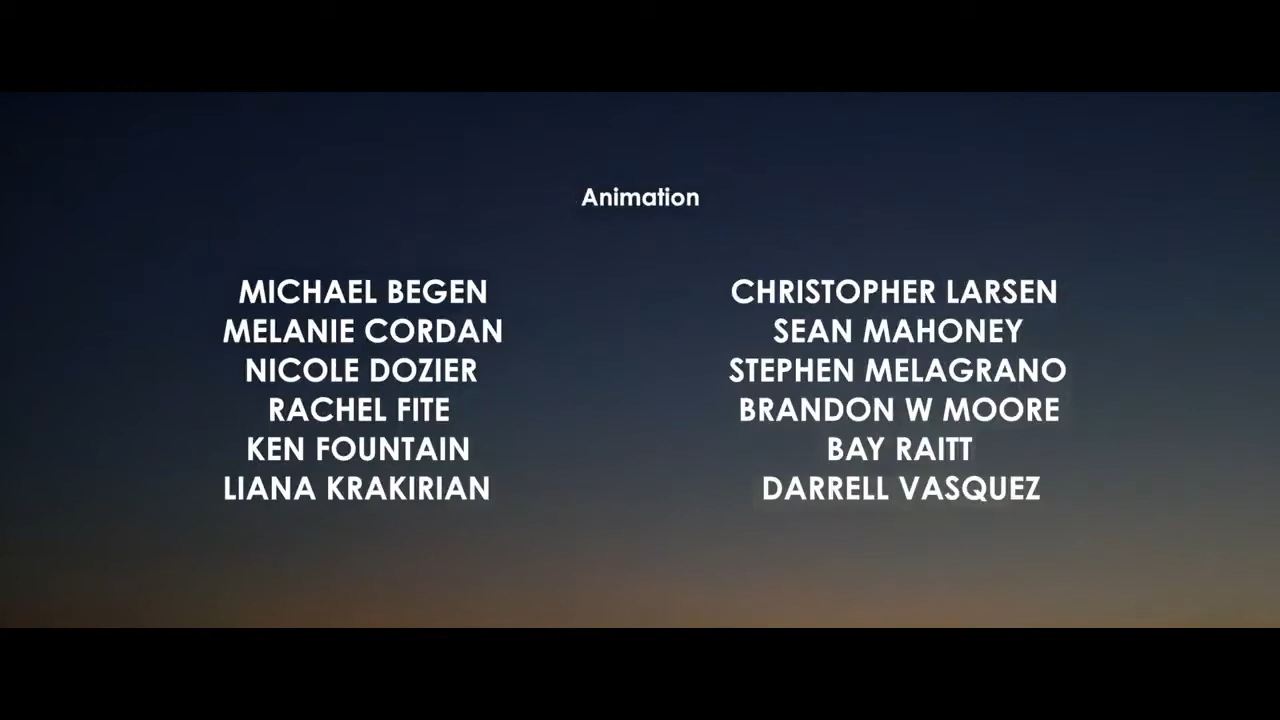 Animation
MICHAEL BEGEN
MELANIE CORDAN
NICOLE DOZIER
RACHEL FITE
KEN FOUNTAIN
LIANA KRAKIRIAN
CHRISTOPHER LARSEN
SEAN MAHONEY
STEPHEN MELAGRANO
BRANDON W MOORE
BAY RAITT
DARRELL VASQUEZ